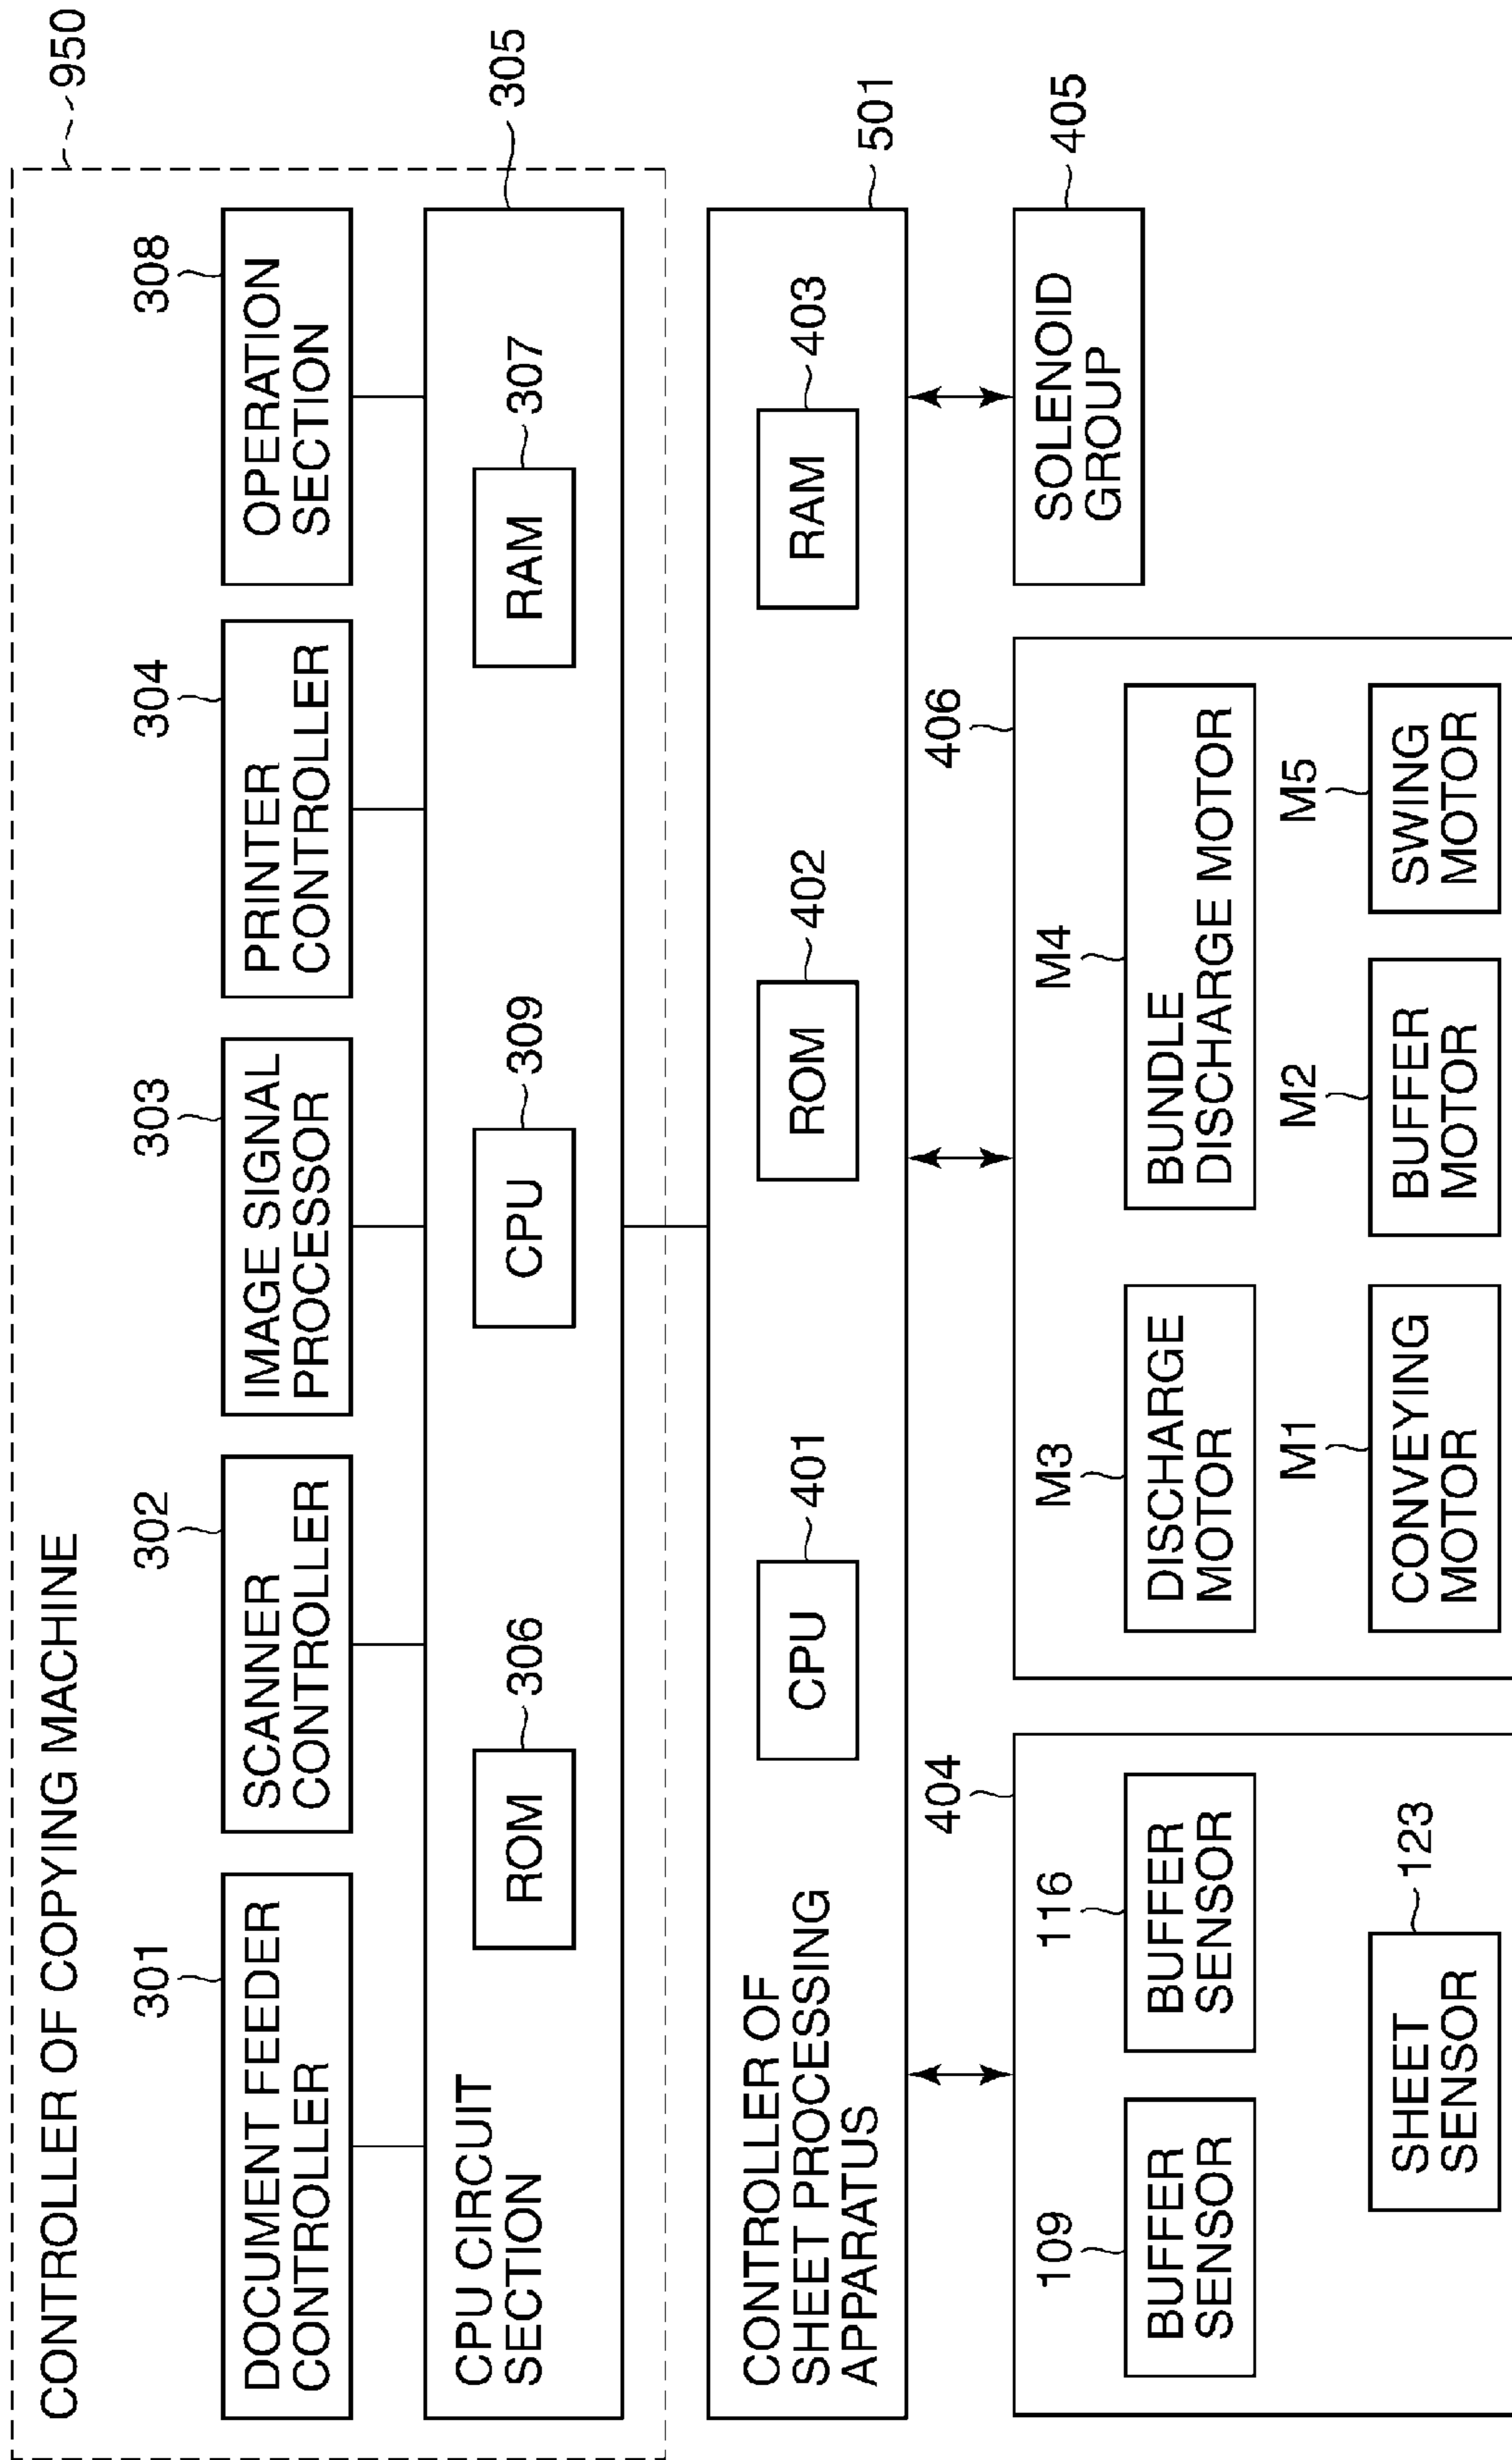 950
CONTROLLER OF COPYING MACHINE
301
302
303
304
308
DOCUMENT FEEDER
CONTROLLER
SCANNER
CONTROLLER
IMAGE SIGNAL
PROCESSOR
PRINTER
CONTROLLER
OPERATION
SECTION
305
CPU CIRCUIT
SECTION
ROM
306
CPU
309
RAM
307
501
CONTROLLER OF
SHEET PROCESSING
APPARATUS
CPU
401
ROM
402
RAM
403
404
109
BUFFER
SENSOR
116
BUFFER
SENSOR
SHEET
SENSOR
123
406
M3
DISCHARGE
MOTOR
M4
BUNDLE
DISCHARGE MOTOR
M1
CONVEYING
MOTOR
M2
BUFFER
MOTOR
M5
SWING
MOTOR
SOLENOID
GROUP
405